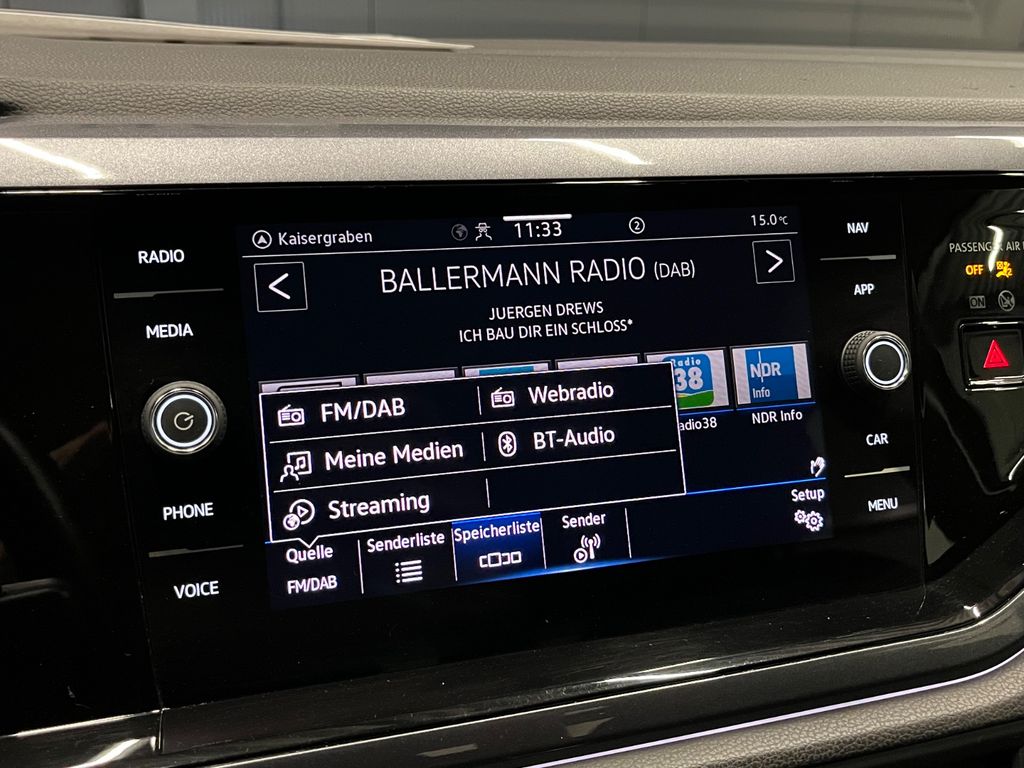 RADIO
MEDIA
PHONE
VOICE
Kaisergraben
11:33
2
15.0°C
<
BALLERMANN RADIO (DAB)
>
JUERGEN DREWS
ICH BAU DIR EIN SCHLOSS*
Radio
38
adio38
NDR
Info
NDR Info
FM/DAB
Webradio
Meine Medien
BT-Audio
Streaming
Quelle
FM/DAB
Senderliste
Speicherliste
Sender
Setup
NAV
APP
CAR
MENU
PASSENGER AIR
OFF
ON